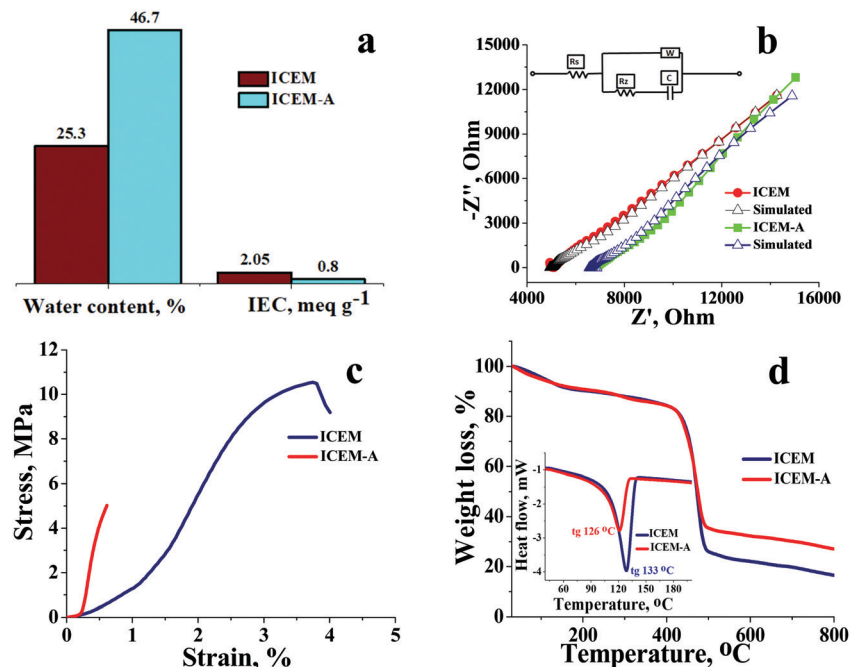 a
46.7
ICEM
ICEM-A
25.3
2.05
0.8
Water content, %
IEC, meq g⁻¹
b
15000
12000
9000
6000
3000
0
-Z'', Ohm
Rs
W
Rz
C
ICEM
Simulated
ICEM-A
Simulated
4000
8000
12000
16000
Z', Ohm
c
12
10
8
6
4
2
0
Stress, MPa
ICEM
ICEM-A
0
1
2
3
4
5
Strain, %
d
100
80
60
40
20
0
Weight loss, %
ICEM
ICEM-A
-1
-2
-3
-4
Heat flow, mW
tg 126 ºC
ICEM
ICEM-A
tg 133 ºC
60
90
120
150
180
Temperature, ºC
200
400
600
800
Temperature, ºC